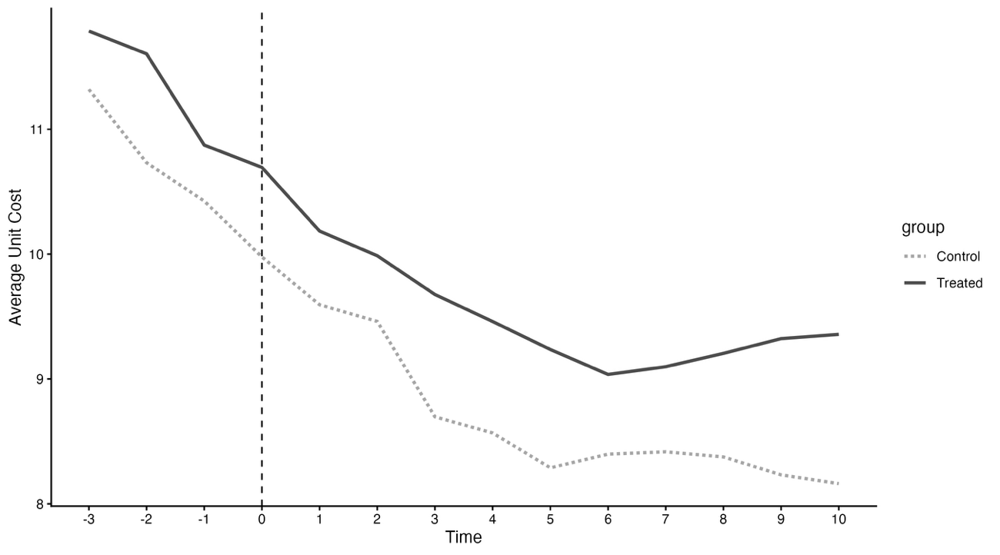 11
10
9
8
Average Unit Cost
-3 -2 -1 0 1 2 3 4 5 6 7 8 9 10
Time
group
Control
Treated